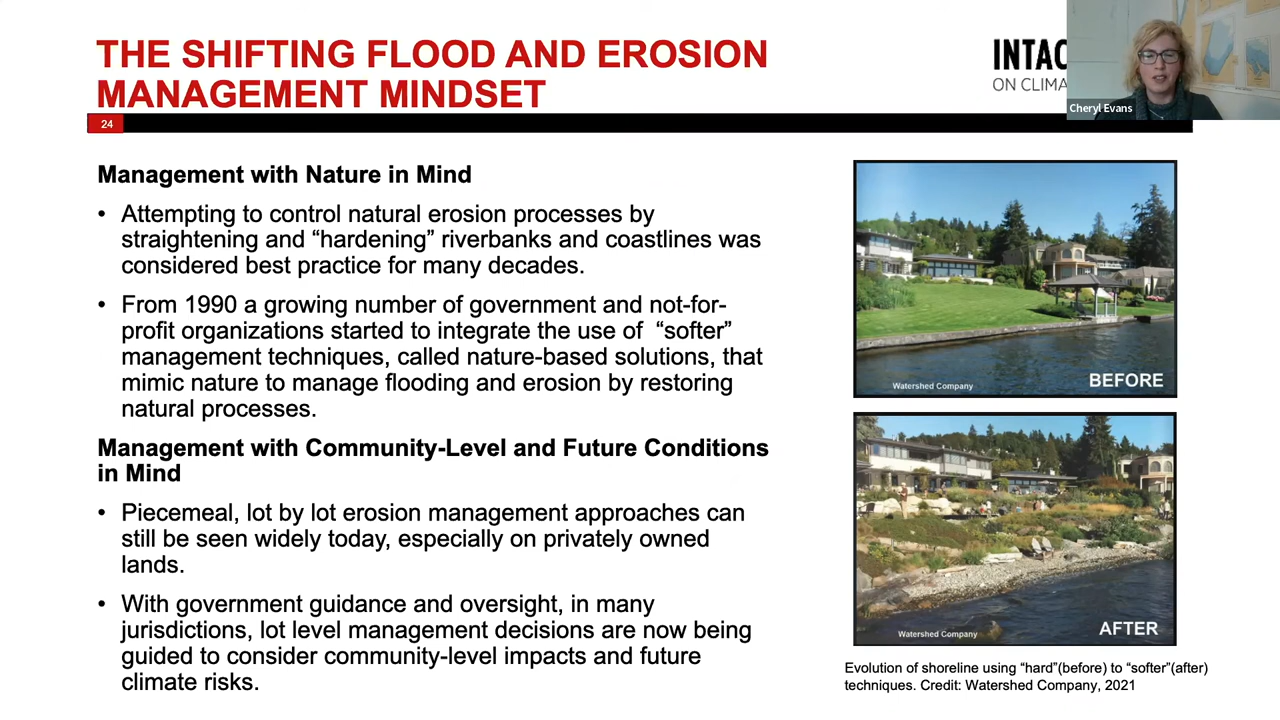 THE SHIFTING FLOOD AND EROSION
MANAGEMENT MINDSET
24
ON CLIMA
Cheryl Evans
Management with Nature in Mind
• Attempting to control natural erosion processes by
straightening and “hardening” riverbanks and coastlines was
considered best practice for many decades.
• From 1990 a growing number of government and not-for-
profit organizations started to integrate the use of “softer”
management techniques, called nature-based solutions, that
mimic nature to manage flooding and erosion by restoring
natural processes.
Management with Community-Level and Future Conditions
in Mind
• Piecemeal, lot by lot erosion management approaches can
still be seen widely today, especially on privately owned
lands.
• With government guidance and oversight, in many
jurisdictions, lot level management decisions are now being
guided to consider community-level impacts and future
climate risks.
Watershed Company
BEFORE
Watershed Company
AFTER
Evolution of shoreline using “hard”(before) to “softer”(after)
techniques. Credit: Watershed Company, 2021